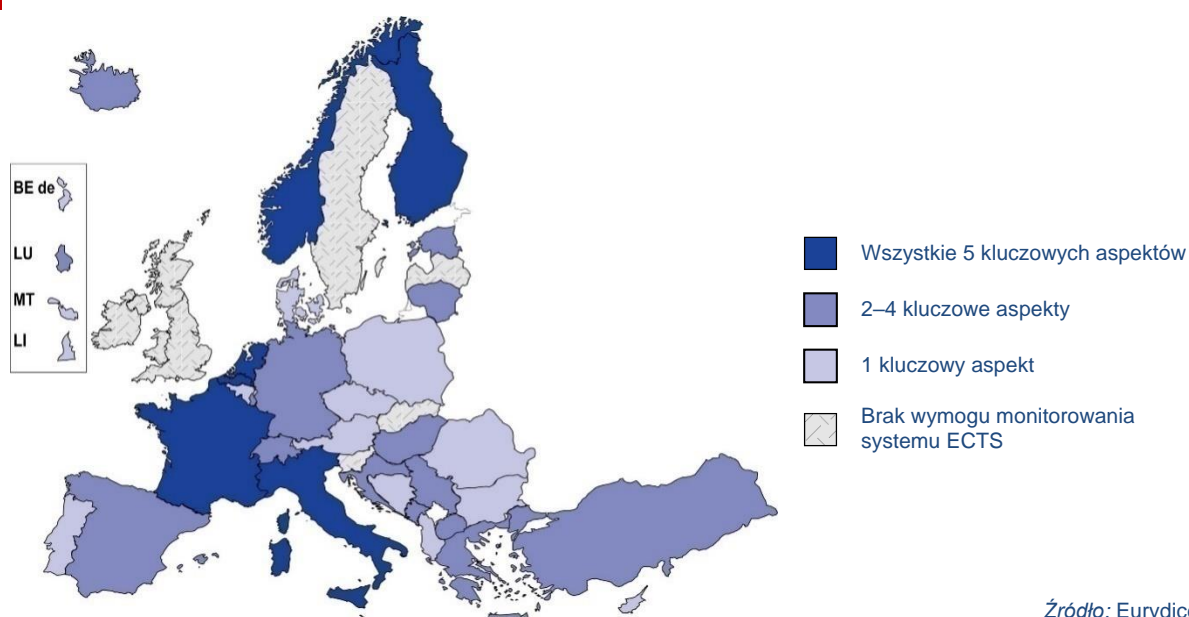 BE de
LU
MT
LI
Wszystkie 5 kluczowych aspektów
2–4 kluczowe aspekty
1 kluczowy aspekt
Brak wymogu monitorowania
systemu ECTS
Źródło: Eurydice